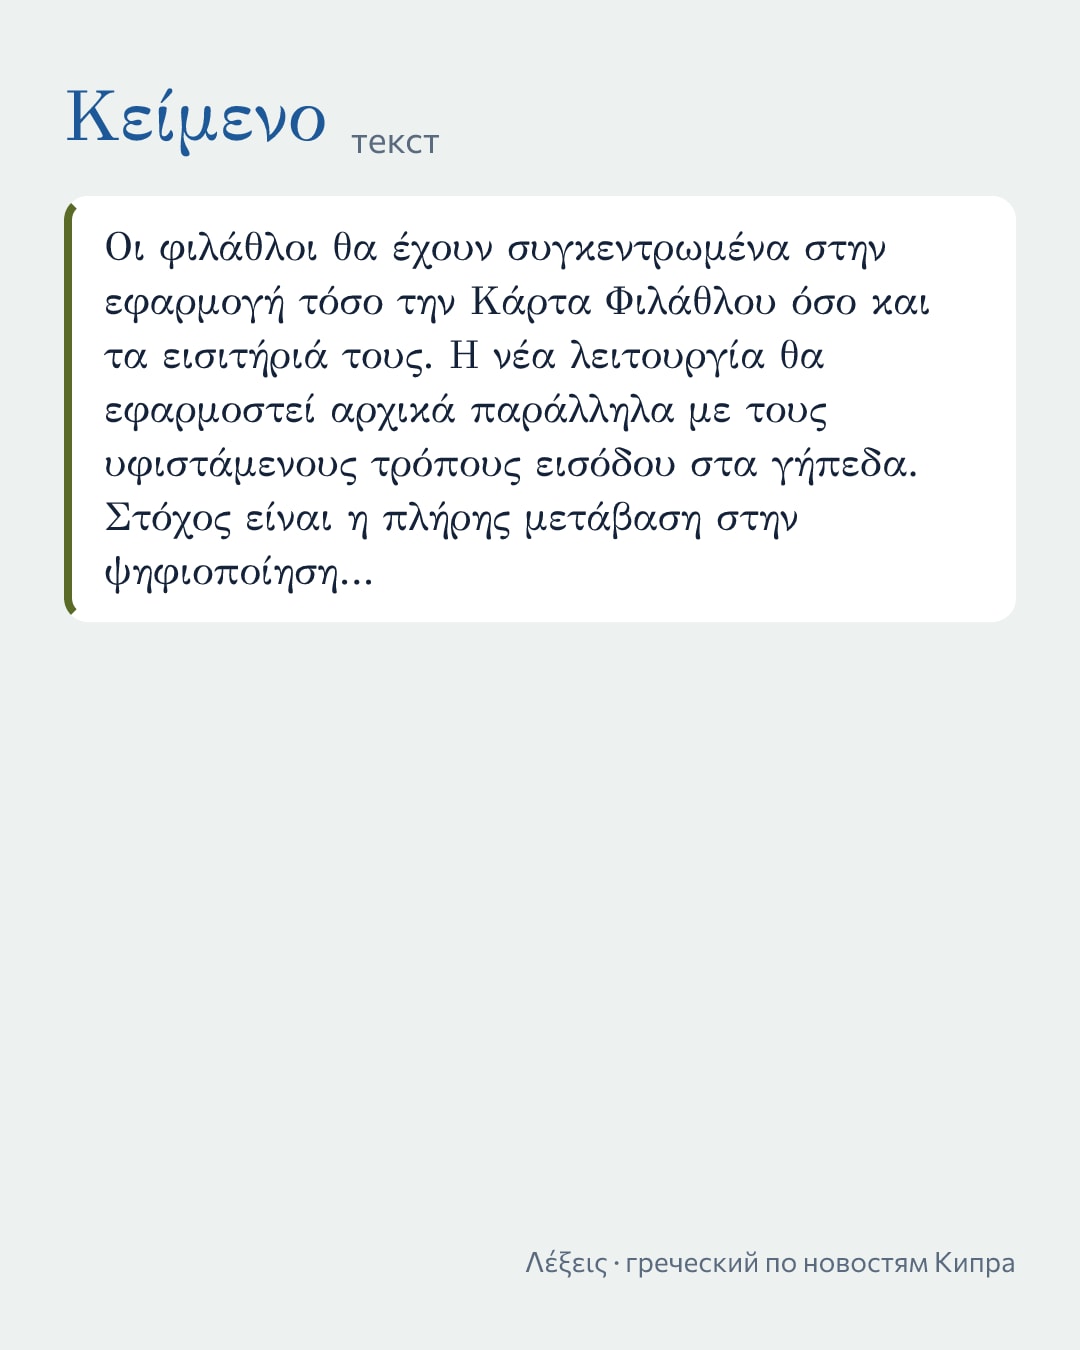 Κείμενο текст
Οι φιλάθλοι θα έχουν συγκεντρωμένα στην
εφαρμογή τόσο την Κάρτα Φιλάθλου όσο και
τα εισιτήριά τους. Η νέα λειτουργία θα
εφαρμοστεί αρχικά παράλληλα με τους
υφιστάμενους τρόπους εισόδου στα γήπεδα.
Στόχος είναι η πλήρης μετάβαση στην
ψηφιοποίηση...
Λέξεις · греческий по новостям Кипра